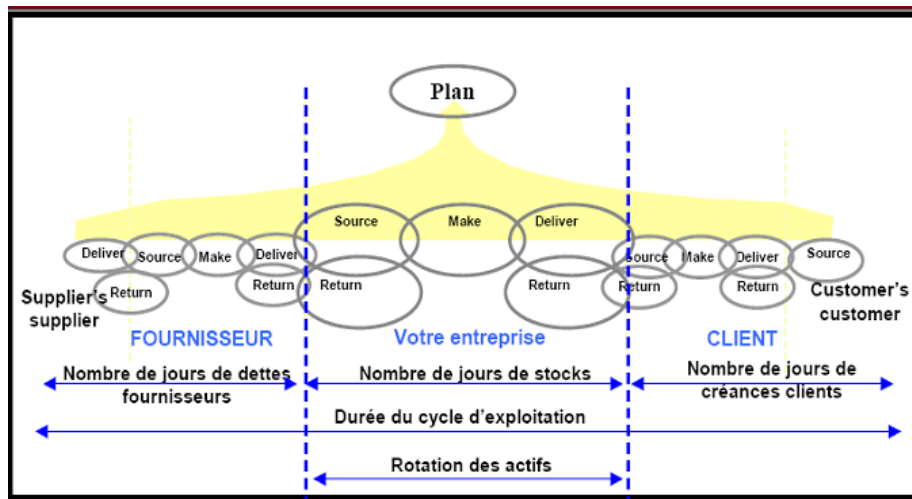 Plan
Source Make Deliver
Deliver Source Make Deliver Source Make Deliver Source
Return Return Return Return Return Return
Supplier's
supplier
Customer's
customer
FOURNISSEUR Votre entreprise CLIENT
Nombre de jours de dettes
fournisseurs
Nombre de jours de stocks
Nombre de jours de
créances clients
Durée du cycle d'exploitation
Rotation des actifs